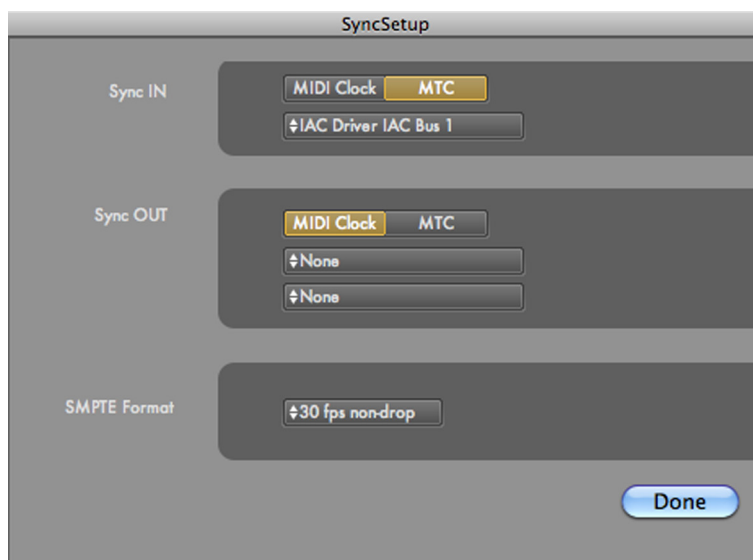 SyncSetup
Sync IN
MIDI Clock MTC
IAC Driver IAC Bus 1
Sync OUT
MIDI Clock MTC
None
None
SMPTE Format
30 fps non-drop
Done